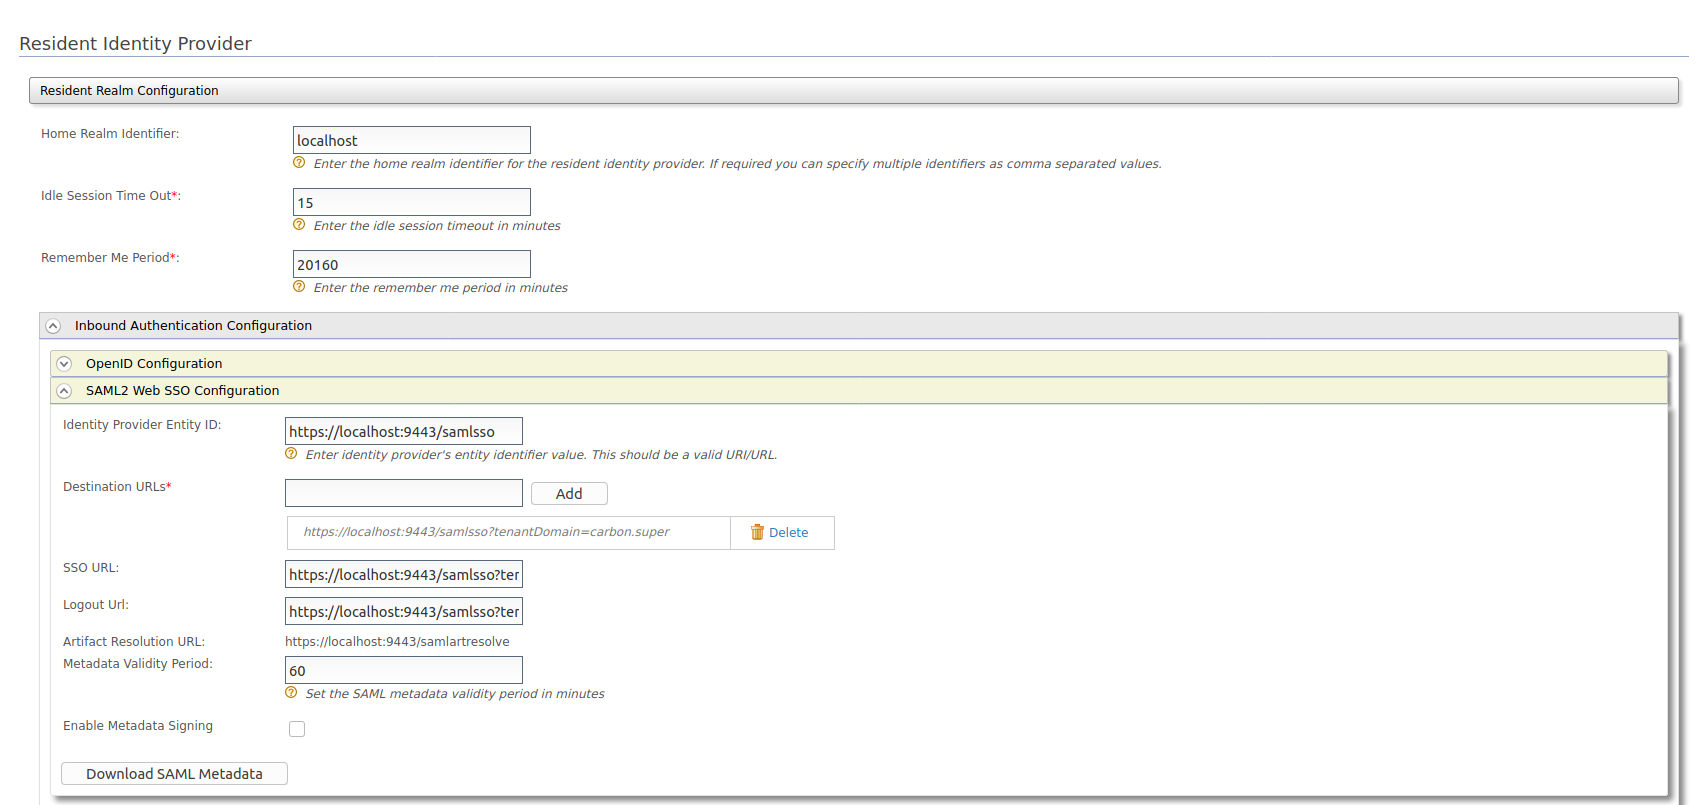 Resident Identity Provider
Resident Realm Configuration
Home Realm Identifier:
localhost
Enter the home realm identifier for the resident identity provider. If required you can specify multiple identifiers as comma separated values.
Idle Session Time Out*:
15
Enter the idle session timeout in minutes
Remember Me Period*:
20160
Enter the remember me period in minutes
Inbound Authentication Configuration
OpenID Configuration
SAML2 Web SSO Configuration
Identity Provider Entity ID:
https://localhost:9443/samlsso
Enter identity provider's entity identifier value. This should be a valid URI/URL.
Destination URLs*
Add
https://localhost:9443/samlsso?tenantDomain=carbon.super
Delete
SSO URL:
https://localhost:9443/samlsso?ter
Logout Url:
https://localhost:9443/samlsso?ter
Artifact Resolution URL:
https://localhost:9443/samlartresolve
Metadata Validity Period:
60
Set the SAML metadata validity period in minutes
Enable Metadata Signing
Download SAML Metadata